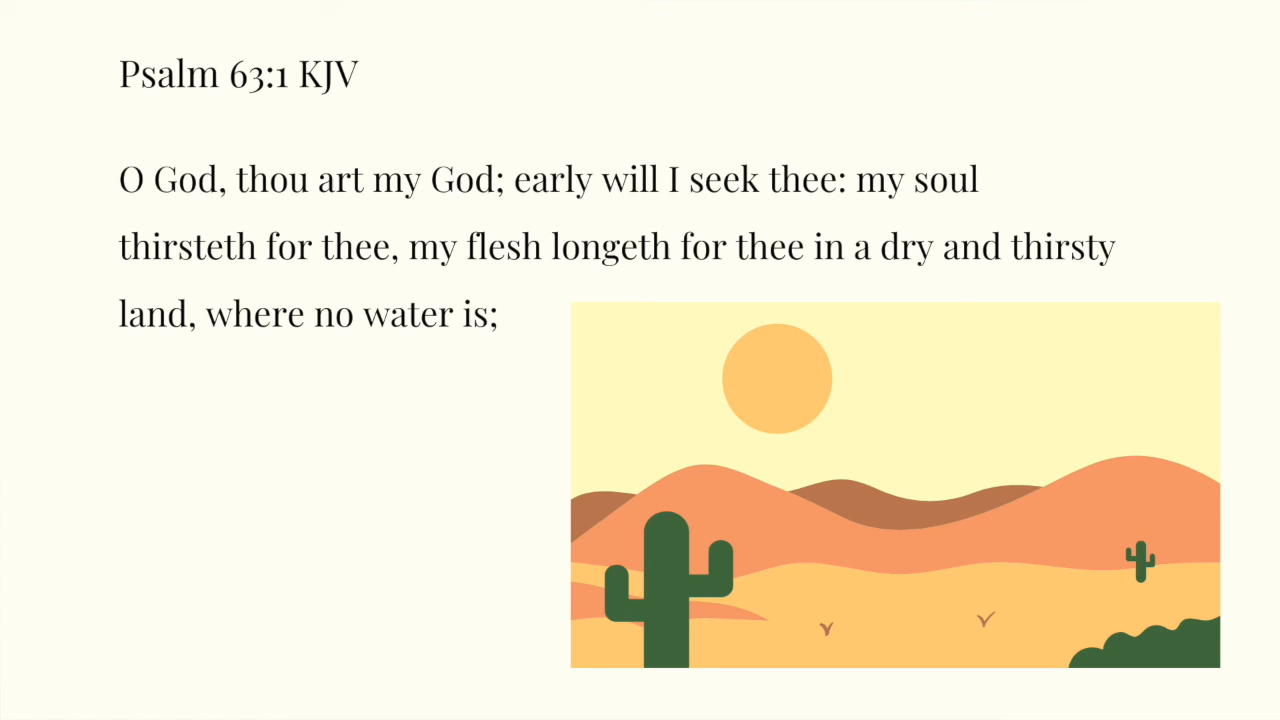 Psalm 63:1 KJV
O God, thou art my God; early will I seek thee: my soul
thirsteth for thee, my flesh longeth for thee in a dry and thirsty
land, where no water is;